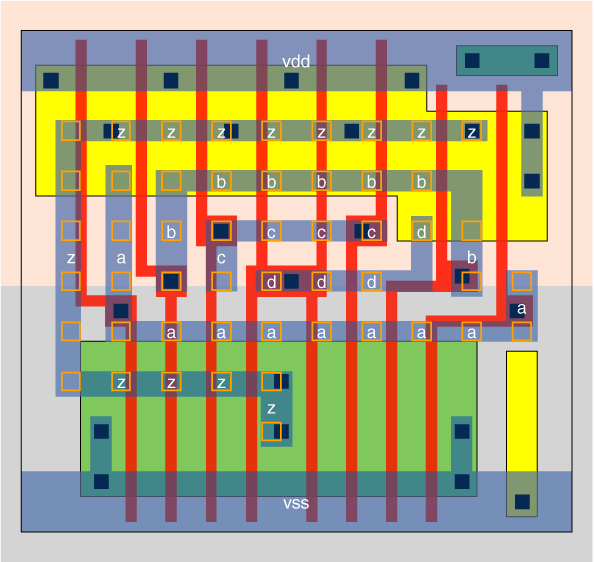 vdd
z z z z z z z z
b b b b b
b c c c d
z a c b
d d d
a
a a a a a a a
z z z
z
vss